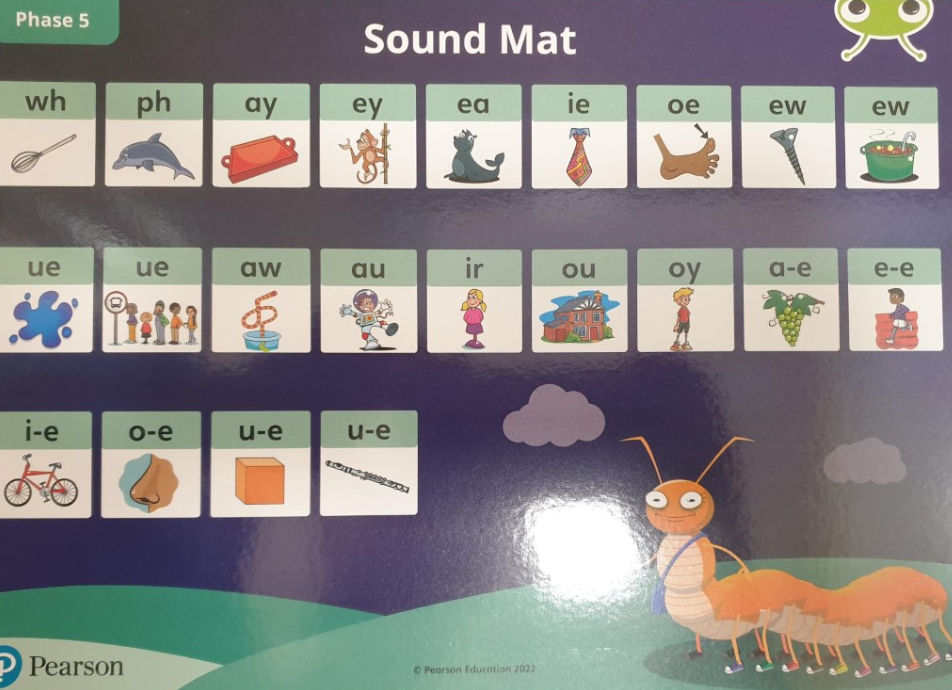 Phase 5
Sound Mat
wh ph ay ey ea ie oe ew ew
ue ue aw au ir ou oy a-e e-e
i-e o-e u-e u-e
Pearson
© Pearson Education 2022